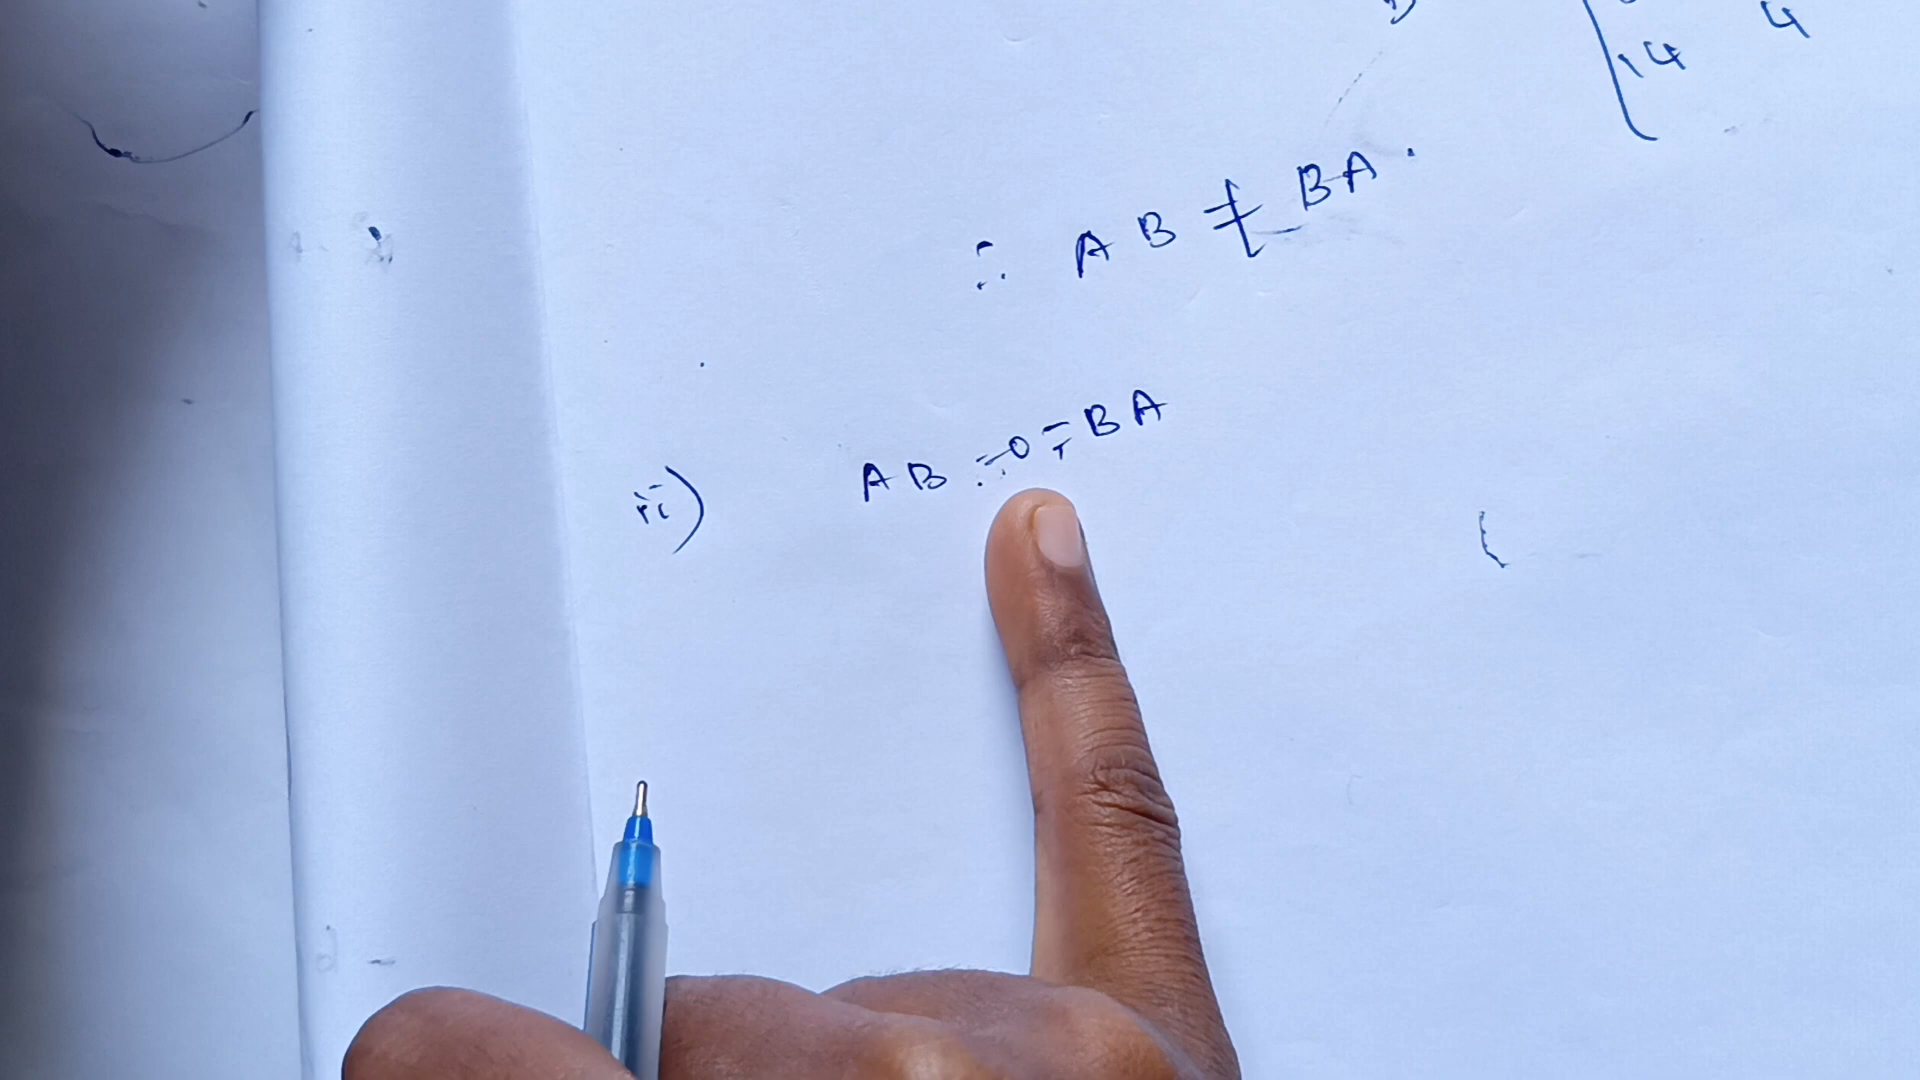 4
14
∴ AB ≠ BA.
ii) AB = 0 = BA
(